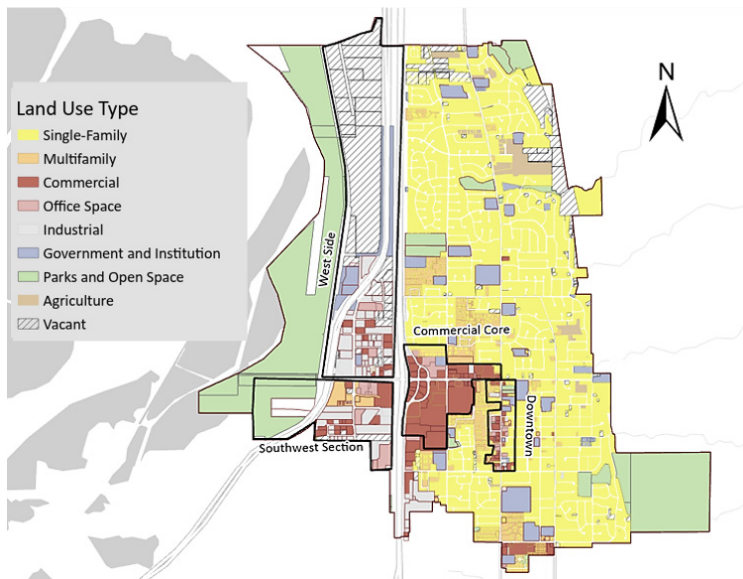 N
Land Use Type
Single-Family
Multifamily
Commercial
Office Space
Industrial
Government and Institution
Parks and Open Space
Agriculture
Vacant
West Side
Commercial Core
Downtown
Southwest Section